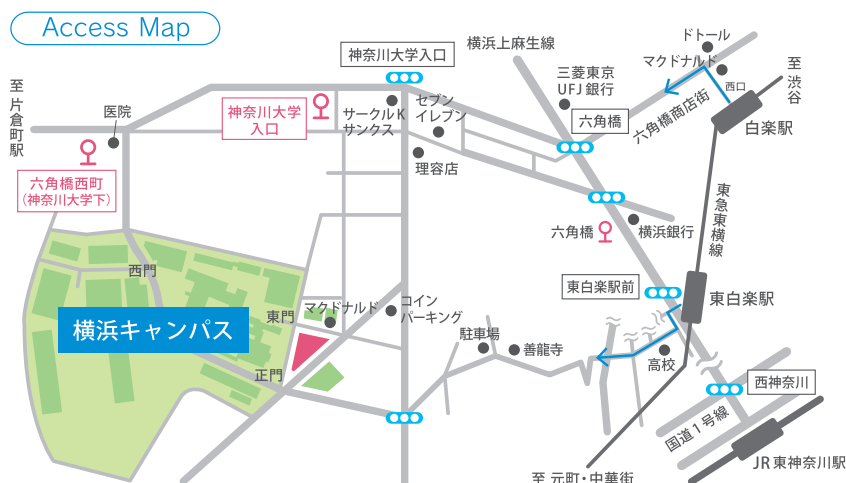 Access Map
神奈川大学入口
横浜上麻生線
ドトール
マクドナルド
至 渋谷
西口
三菱東京
UFJ銀行
至 片倉町駅
医院
神奈川大学
入口
サークルK
サンクス
セブン
イレブン
六角橋
六角橋商店街
白楽駅
理容店
六角橋西町
(神奈川大学下)
六角橋
横浜銀行
東急東横線
西門
東白楽駅前
東白楽駅
横浜キャンパス
東門
マクドナルド
コイン
パーキング
駐車場
善龍寺
高校
正門
西神奈川
国道1号線
JR東神奈川駅
至 元町・中華街